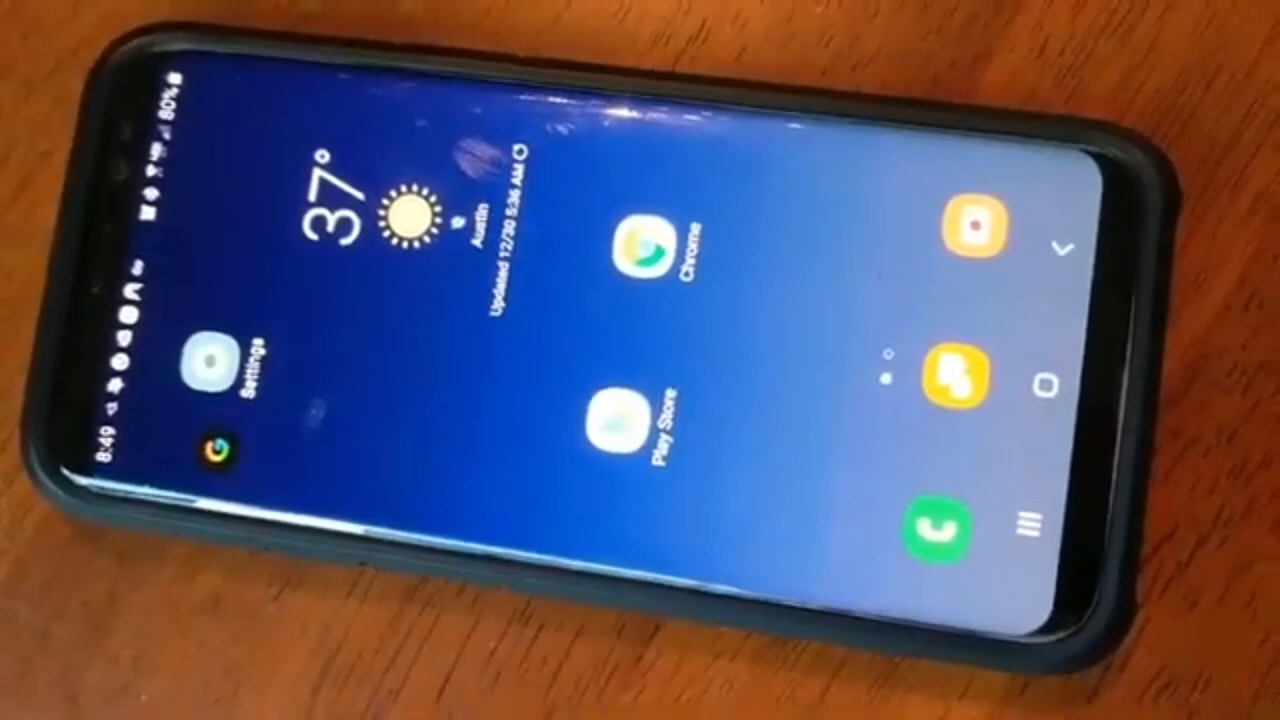 8:49 80%
37°
Austin
Updated 12/30 5:36 AM
Settings
G
Chrome
Play Store